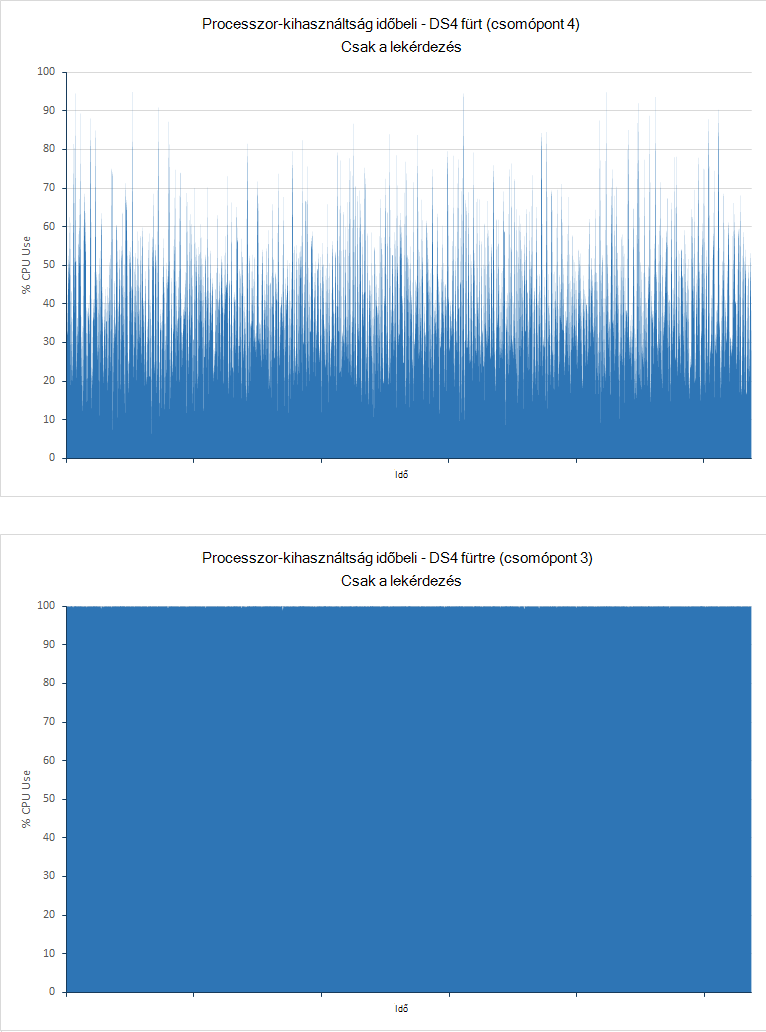 Processzor-kihasználtság időbeli - DS4 fürt (csomópont 4)
Csak a lekérdezés
100
90
80
70
60
50
40
30
20
10
0
% CPU Use
Idő
Processzor-kihasználtság időbeli - DS4 fürtre (csomópont 3)
Csak a lekérdezés
100
90
80
70
60
50
40
30
20
10
0
% CPU Use
Idő